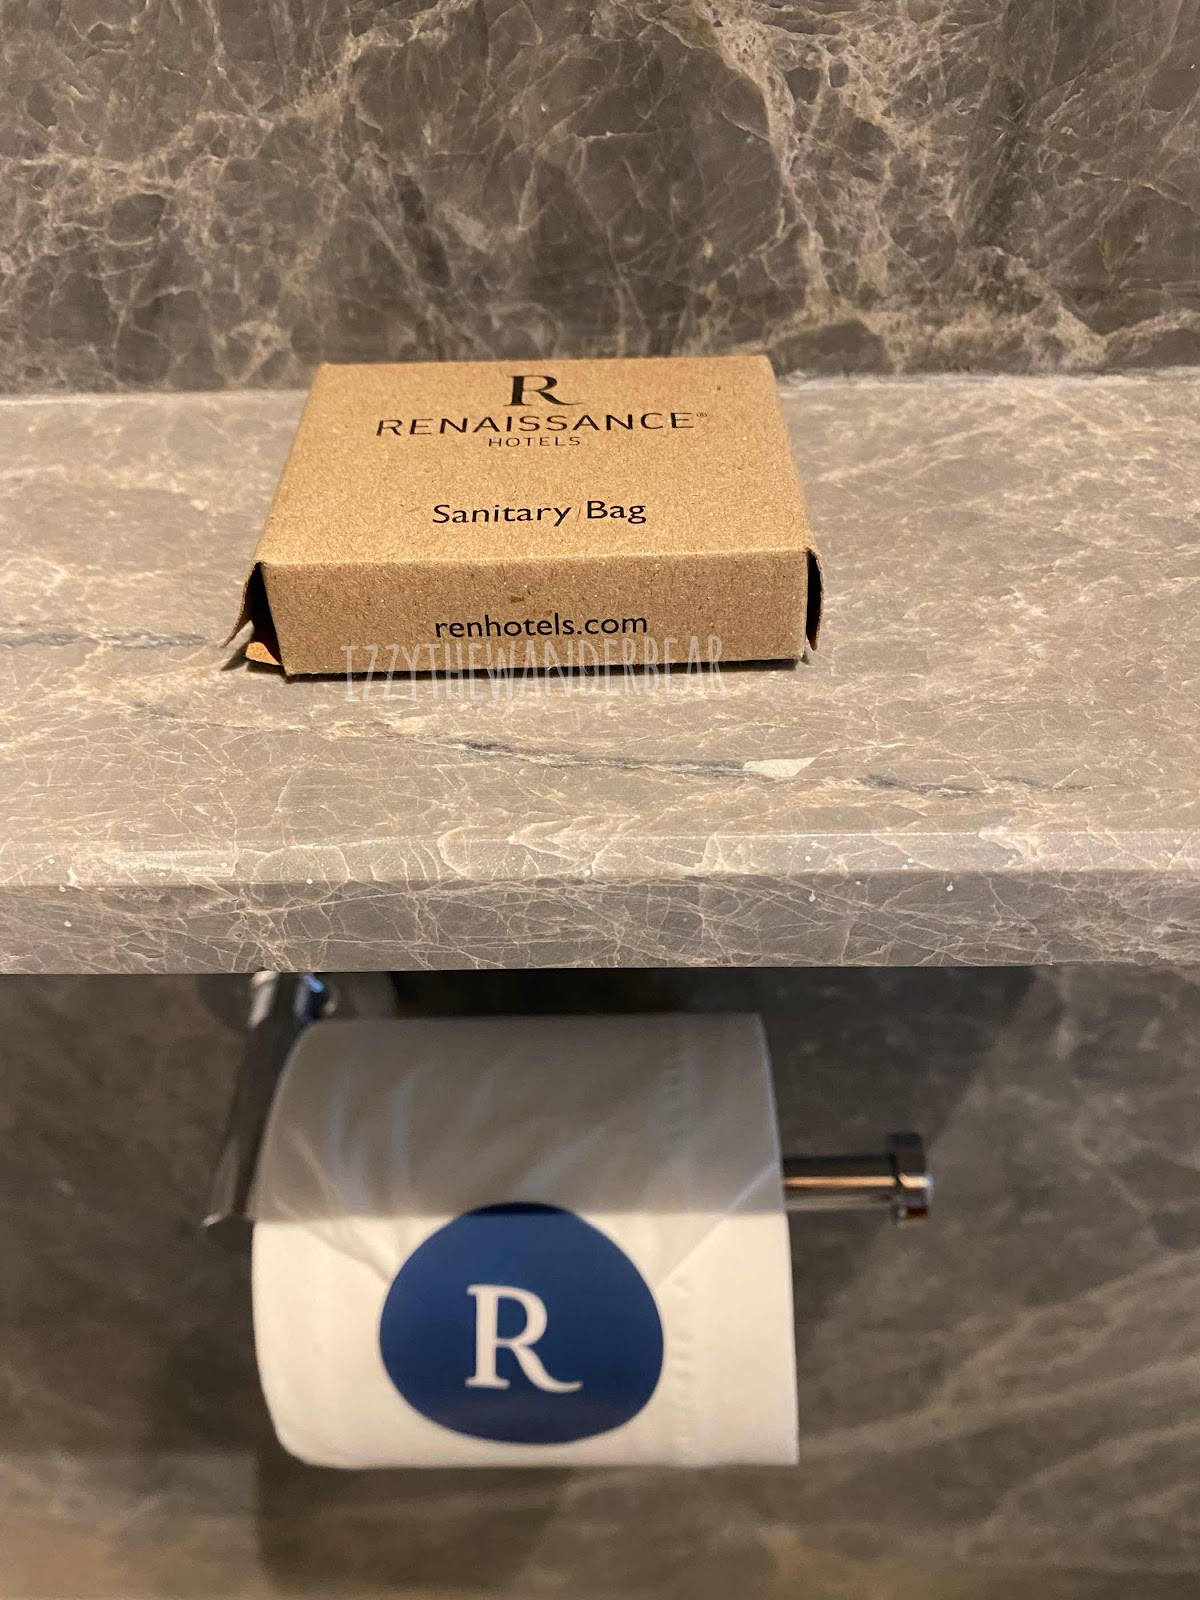 R
RENAISSANCE®
HOTELS
Sanitary Bag
renhotels.com
IZZYTHEWANDERBEAR
R